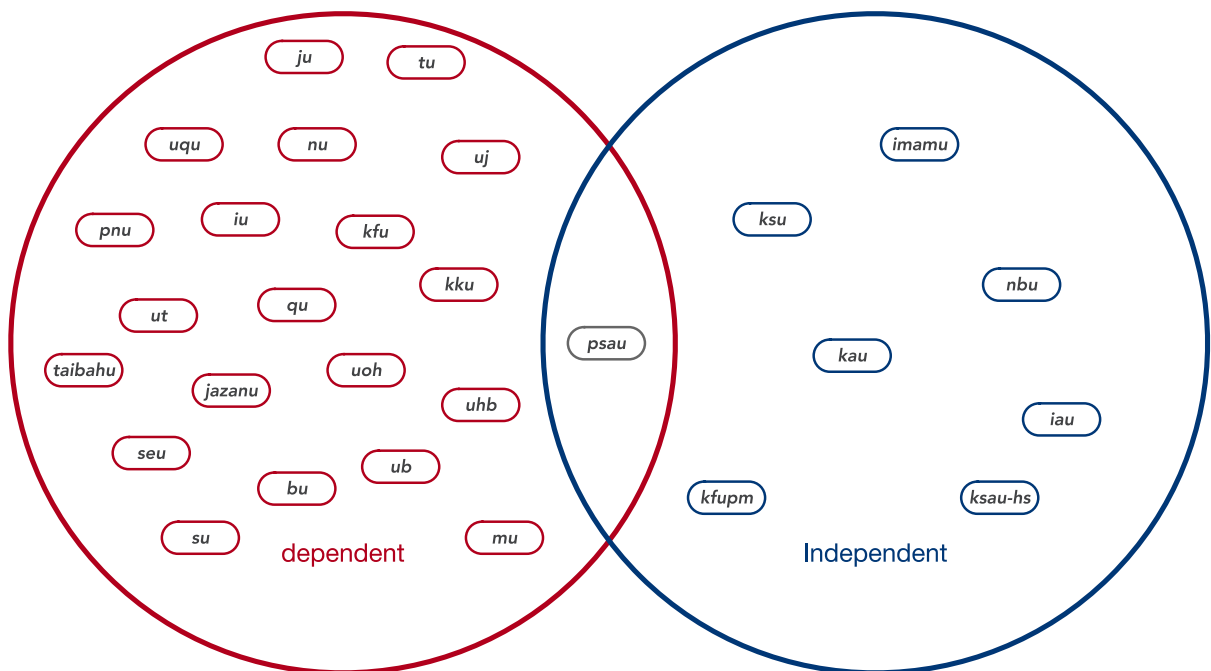 ju
tu
uqu
nu
uj
imamu
pnu
iu
kfu
ksu
kku
nbu
ut
qu
psau
kau
taibahu
jazanu
uoh
uhb
iau
seu
ub
bu
kfupm
ksau-hs
su
mu
dependent
Independent